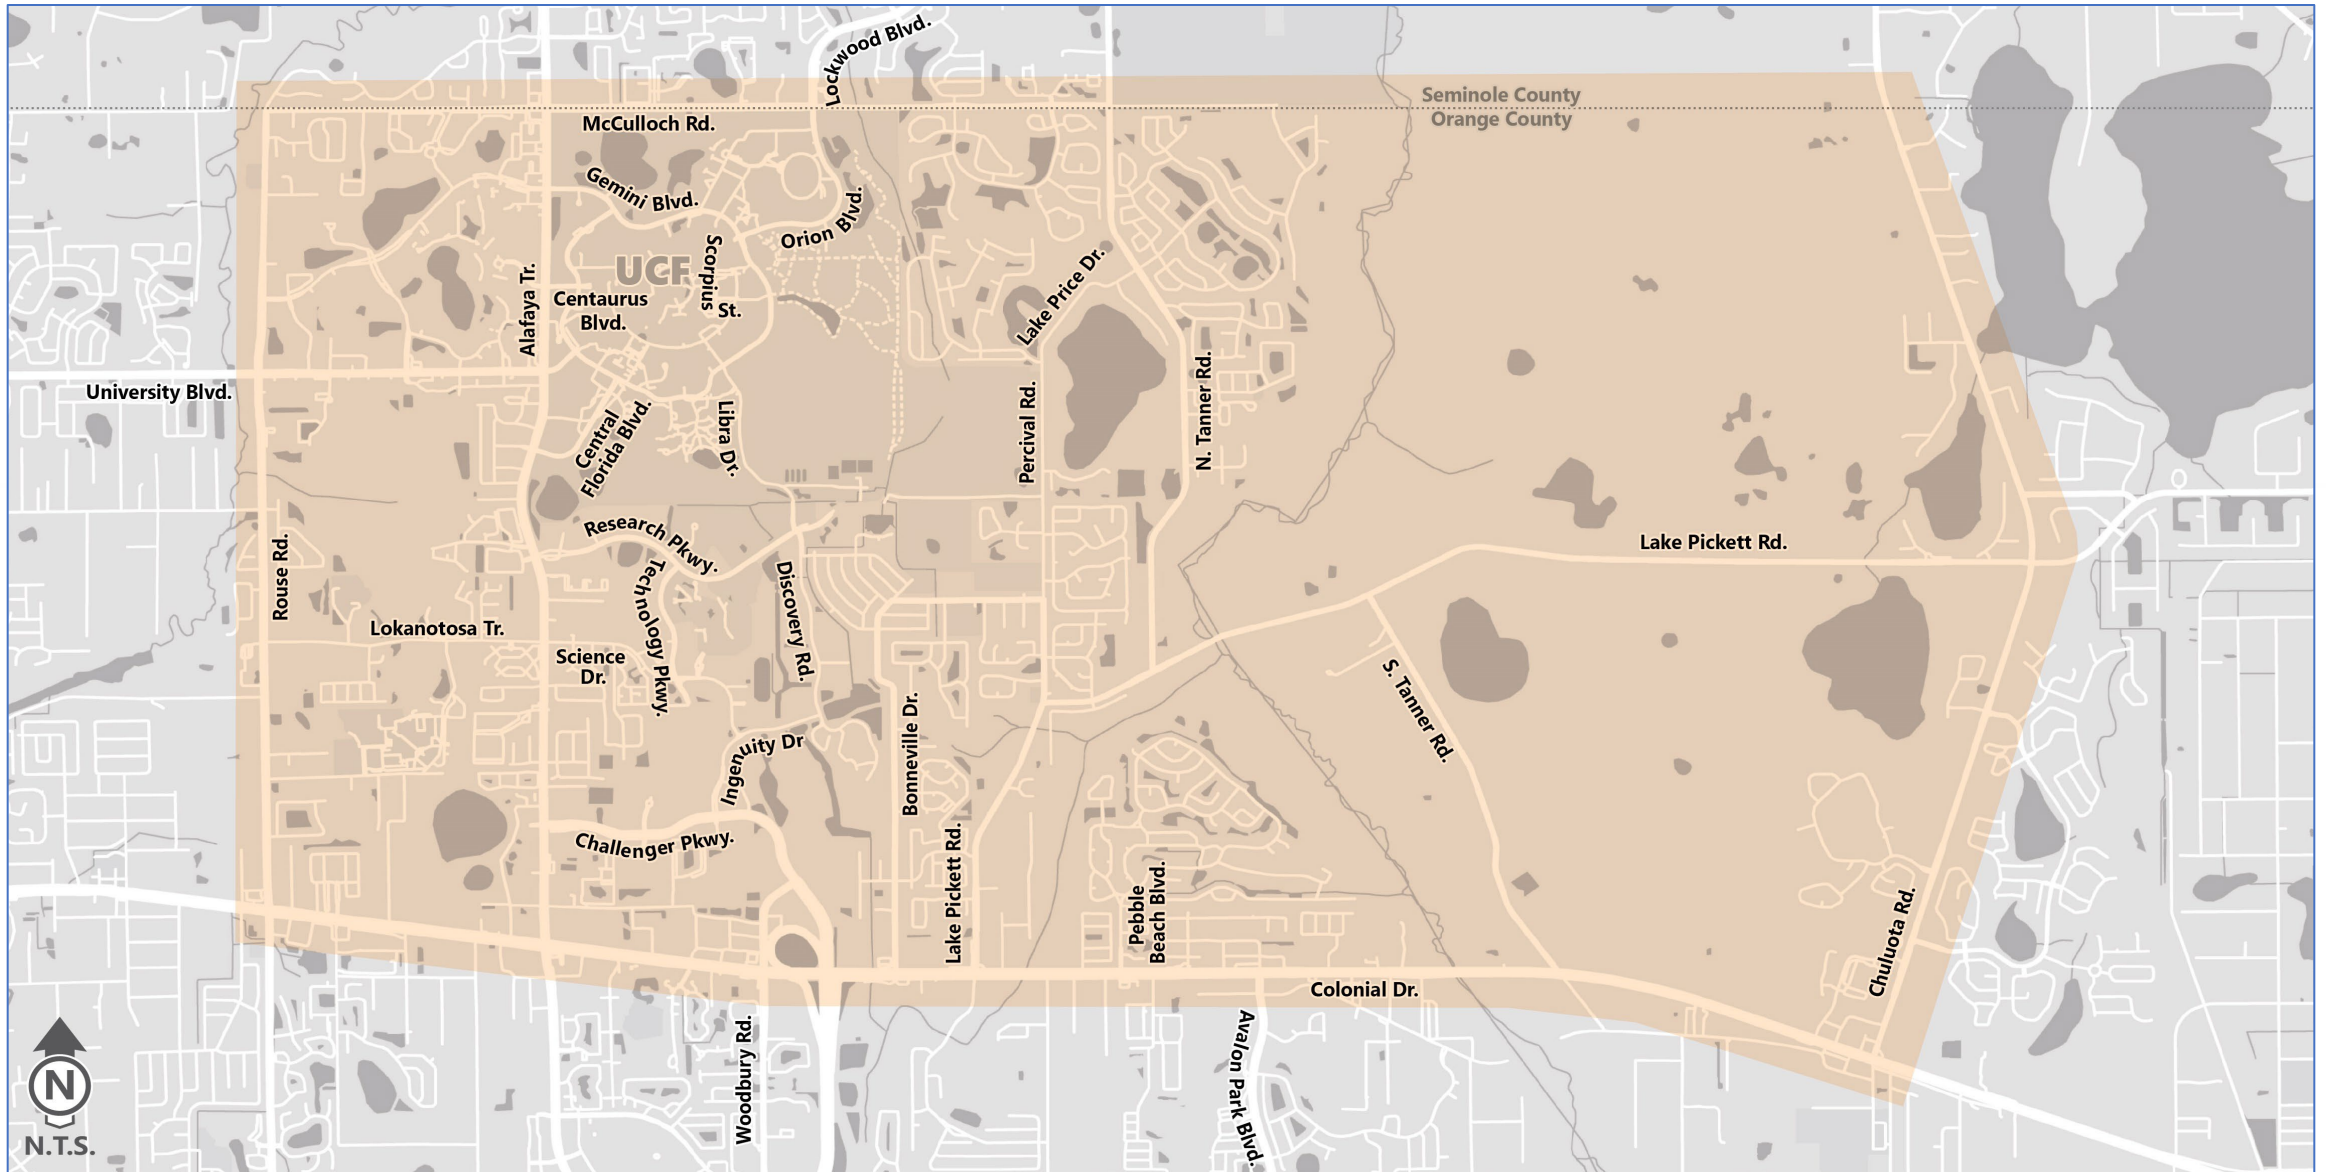 Lockwood Blvd.
Seminole County
Orange County
McCulloch Rd.
Gemini Blvd.
Orion Blvd.
Scorpius
St.
UCF
Centaurus
Blvd.
Alafaya Tr.
Lake Price Dr.
University Blvd.
Central
Florida Blvd.
Libra Dr.
Percival Rd.
N. Tanner Rd.
Research Pkwy.
Lake Pickett Rd.
Rouse Rd.
Technology Pkwy.
Discovery Rd.
Lokanotosa Tr.
Science
Dr.
S. Tanner Rd.
Ingenuity Dr
Bonneville Dr.
Challenger Pkwy.
Lake Pickett Rd.
Pebble
Beach Blvd.
Chuluota Rd.
Colonial Dr.
Woodbury Rd.
Avalon Park Blvd.
N
N.T.S.